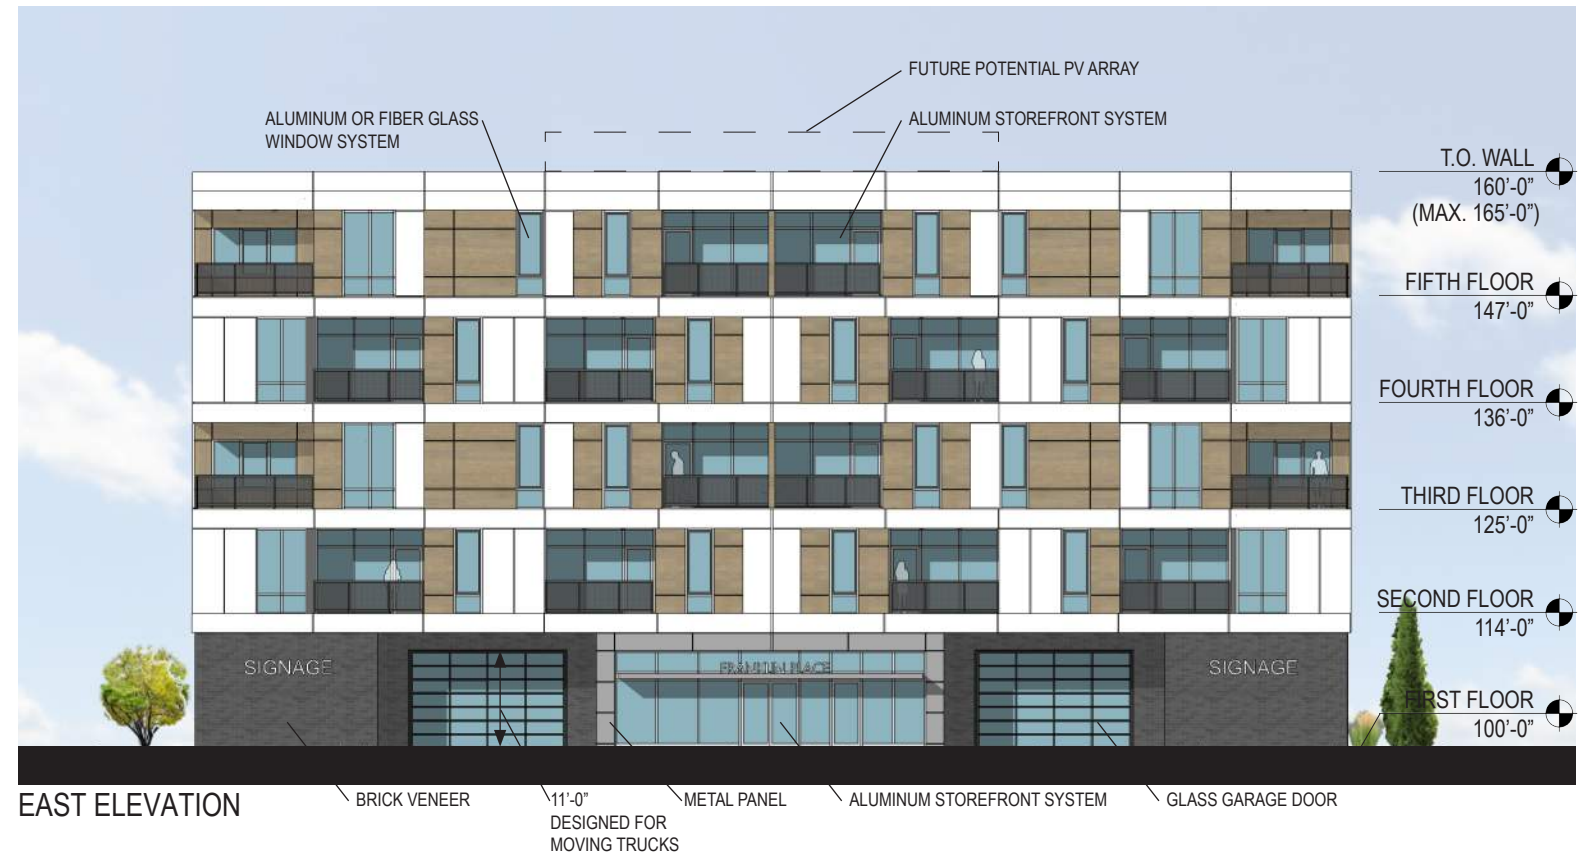 FUTURE POTENTIAL PV ARRAY
ALUMINUM OR FIBER GLASS
WINDOW SYSTEM
ALUMINUM STOREFRONT SYSTEM
T.O. WALL
160'-0"
(MAX. 165'-0")
FIFTH FLOOR
147'-0"
FOURTH FLOOR
136'-0"
THIRD FLOOR
125'-0"
SECOND FLOOR
114'-0"
SIGNAGE
FRANKLIN PLACE
SIGNAGE
FIRST FLOOR
100'-0"
EAST ELEVATION
BRICK VENEER
11'-0"
DESIGNED FOR
MOVING TRUCKS
METAL PANEL
ALUMINUM STOREFRONT SYSTEM
GLASS GARAGE DOOR